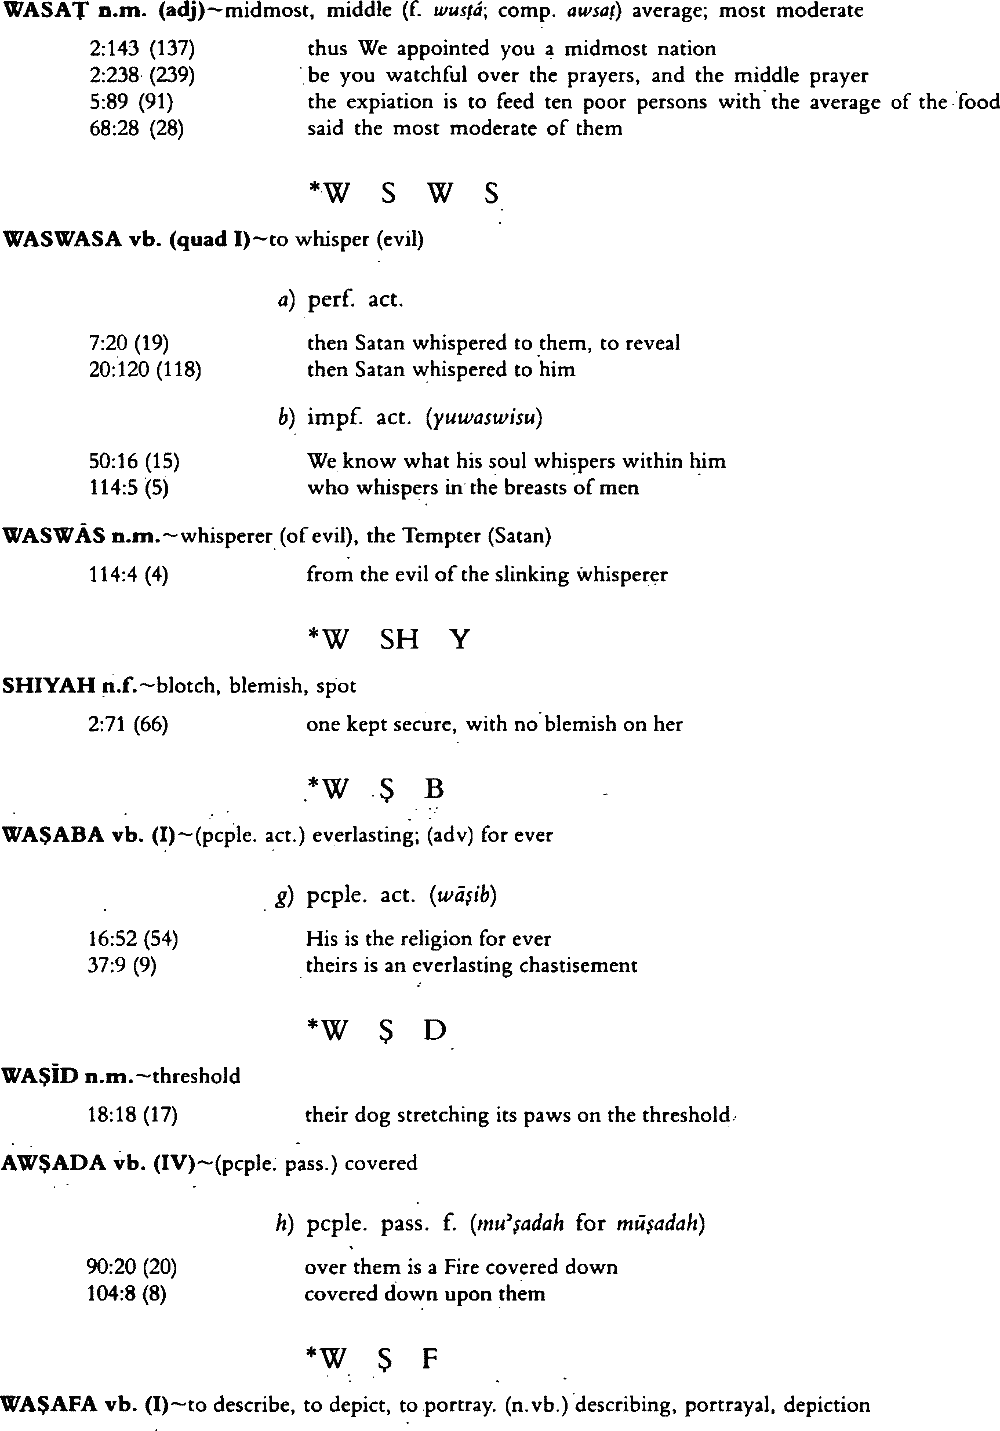 WASAṬ n.m. (adj)~midmost, middle (f. wusṭá; comp. awsaṭ) average; most moderate
2:143 (137) thus We appointed you a midmost nation
2:238 (239) be you watchful over the prayers, and the middle prayer
5:89 (91) the expiation is to feed ten poor persons with the average of the food
68:28 (28) said the most moderate of them
*W S W S
WASWASA vb. (quad I)~to whisper (evil)
a) perf. act.
7:20 (19) then Satan whispered to them, to reveal
20:120 (118) then Satan whispered to him
b) impf. act. (yuwaswisu)
50:16 (15) We know what his soul whispers within him
114:5 (5) who whispers in the breasts of men
WASWĀS n.m.~whisperer (of evil), the Tempter (Satan)
114:4 (4) from the evil of the slinking whisperer
*W SH Y
SHIYAH n.f.~blotch, blemish, spot
2:71 (66) one kept secure, with no blemish on her
*W Ṣ B
WAṢABA vb. (I)~(pcple. act.) everlasting; (adv) for ever
g) pcple. act. (wāṣib)
16:52 (54) His is the religion for ever
37:9 (9) theirs is an everlasting chastisement
*W Ṣ D
WAṢĪD n.m.~threshold
18:18 (17) their dog stretching its paws on the threshold
AWṢADA vb. (IV)~(pcple. pass.) covered
h) pcple. pass. f. (muʾṣadah for mūṣadah)
90:20 (20) over them is a Fire covered down
104:8 (8) covered down upon them
*W Ṣ F
WAṢAFA vb. (I)~to describe, to depict, to portray. (n.vb.) describing, portrayal, depiction